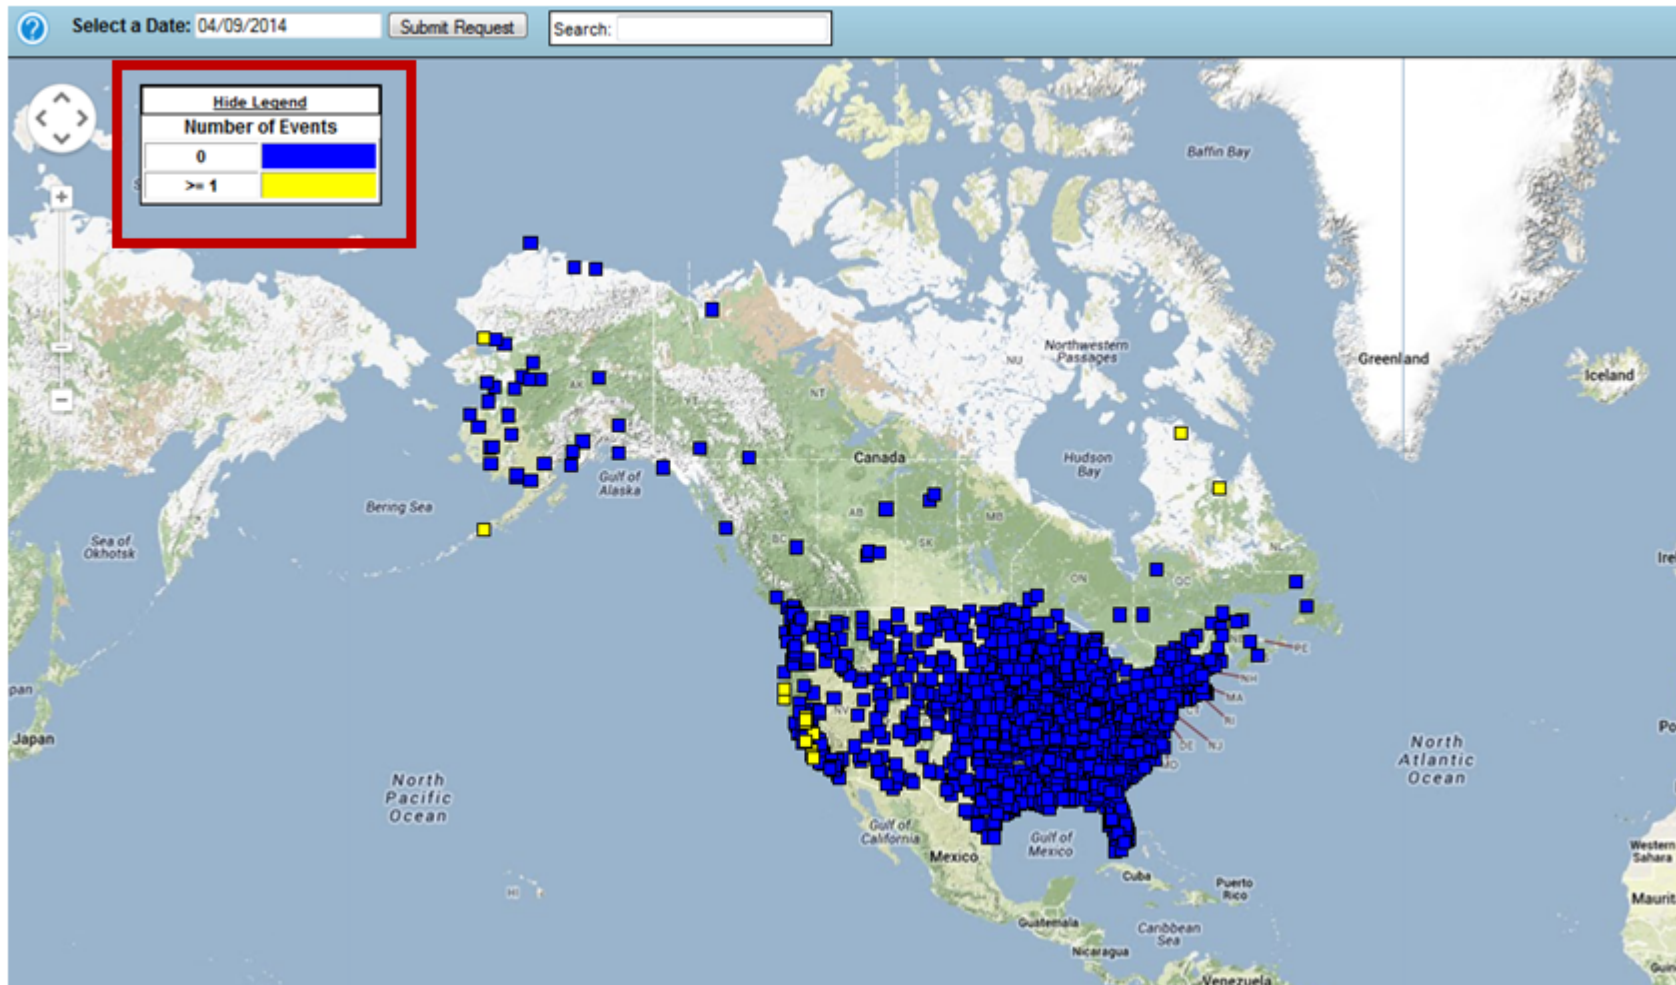 Select a Date: 04/09/2014 Submit Request Search:
Hide Legend
Number of Events
0
>= 1
Baffin Bay
Northwestern
Passages
NU
Greenland
Iceland
AK
YT
NT
Canada
Hudson
Bay
Gulf of
Alaska
Bering Sea
Sea of
Okhotsk
AB
SK
MB
BC
ON
QC
NL
PE
NH
MA
RI
CT
NJ
DE
NV
Japan
North
Pacific
Ocean
North
Atlantic
Ocean
Gulf of
California
Gulf of
Mexico
Mexico
Cuba
Puerto
Rico
HI
Guatemala
Caribbean
Sea
Nicaragua
Venezuela
Western
Sahara